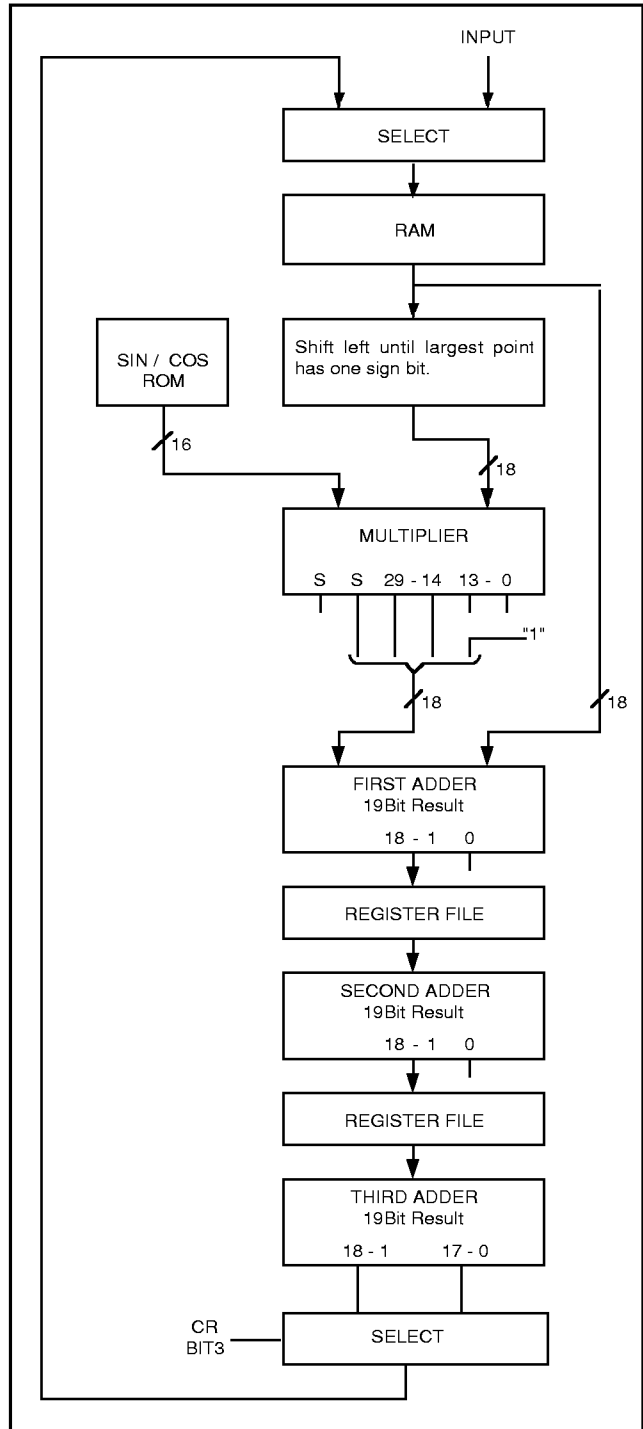 INPUT
SELECT
RAM
SIN / COS
ROM
Shift left until largest point
has one sign bit.
16
18
MULTIPLIER
S S 29 - 14 13 - 0
"1"
18
18
FIRST ADDER
19Bit Result
18 - 1 0
REGISTER FILE
SECOND ADDER
19Bit Result
18 - 1 0
REGISTER FILE
THIRD ADDER
19Bit Result
18 - 1 17 - 0
CR
BIT3
SELECT